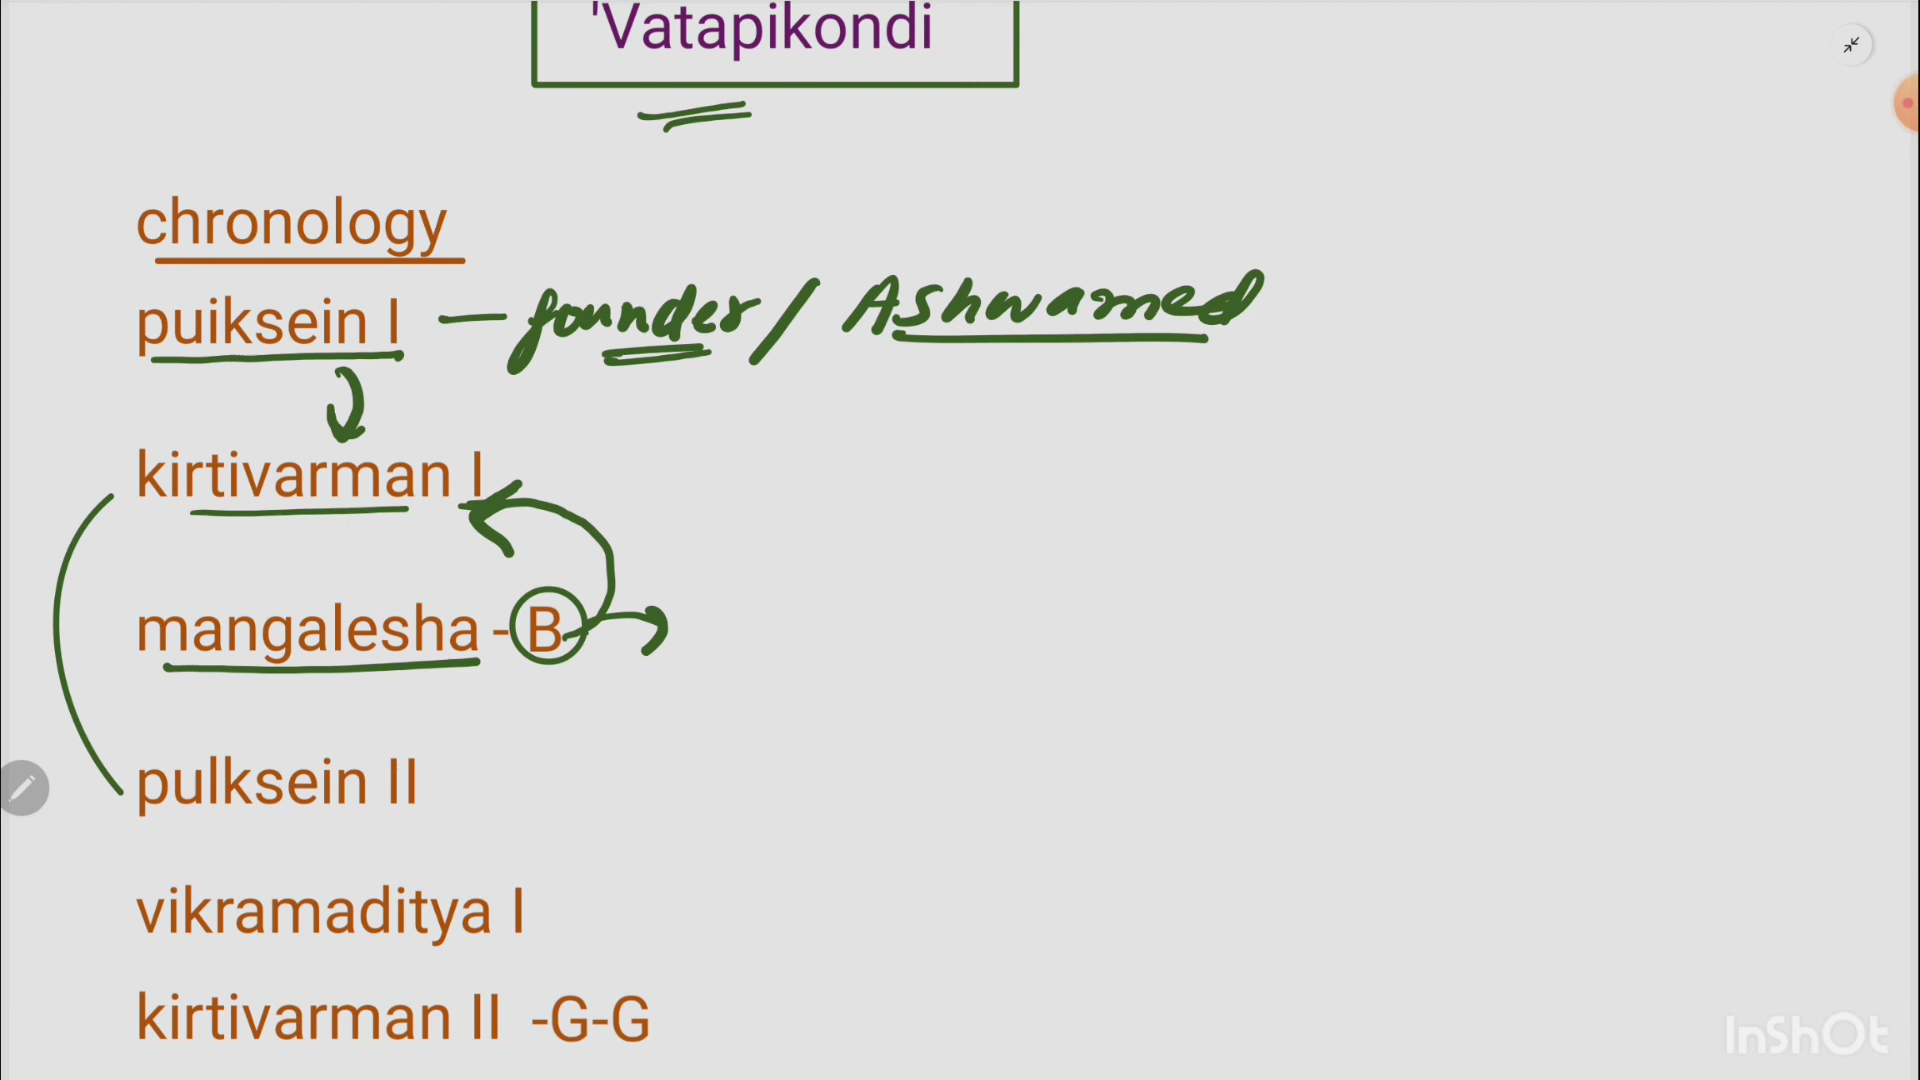 'Vatapikondi
chronology
puiksein I — founder / Ashwamed
kirtivarman I
mangalesha -B
pulksein II
vikramaditya I
kirtivarman II -G-G
InShOt